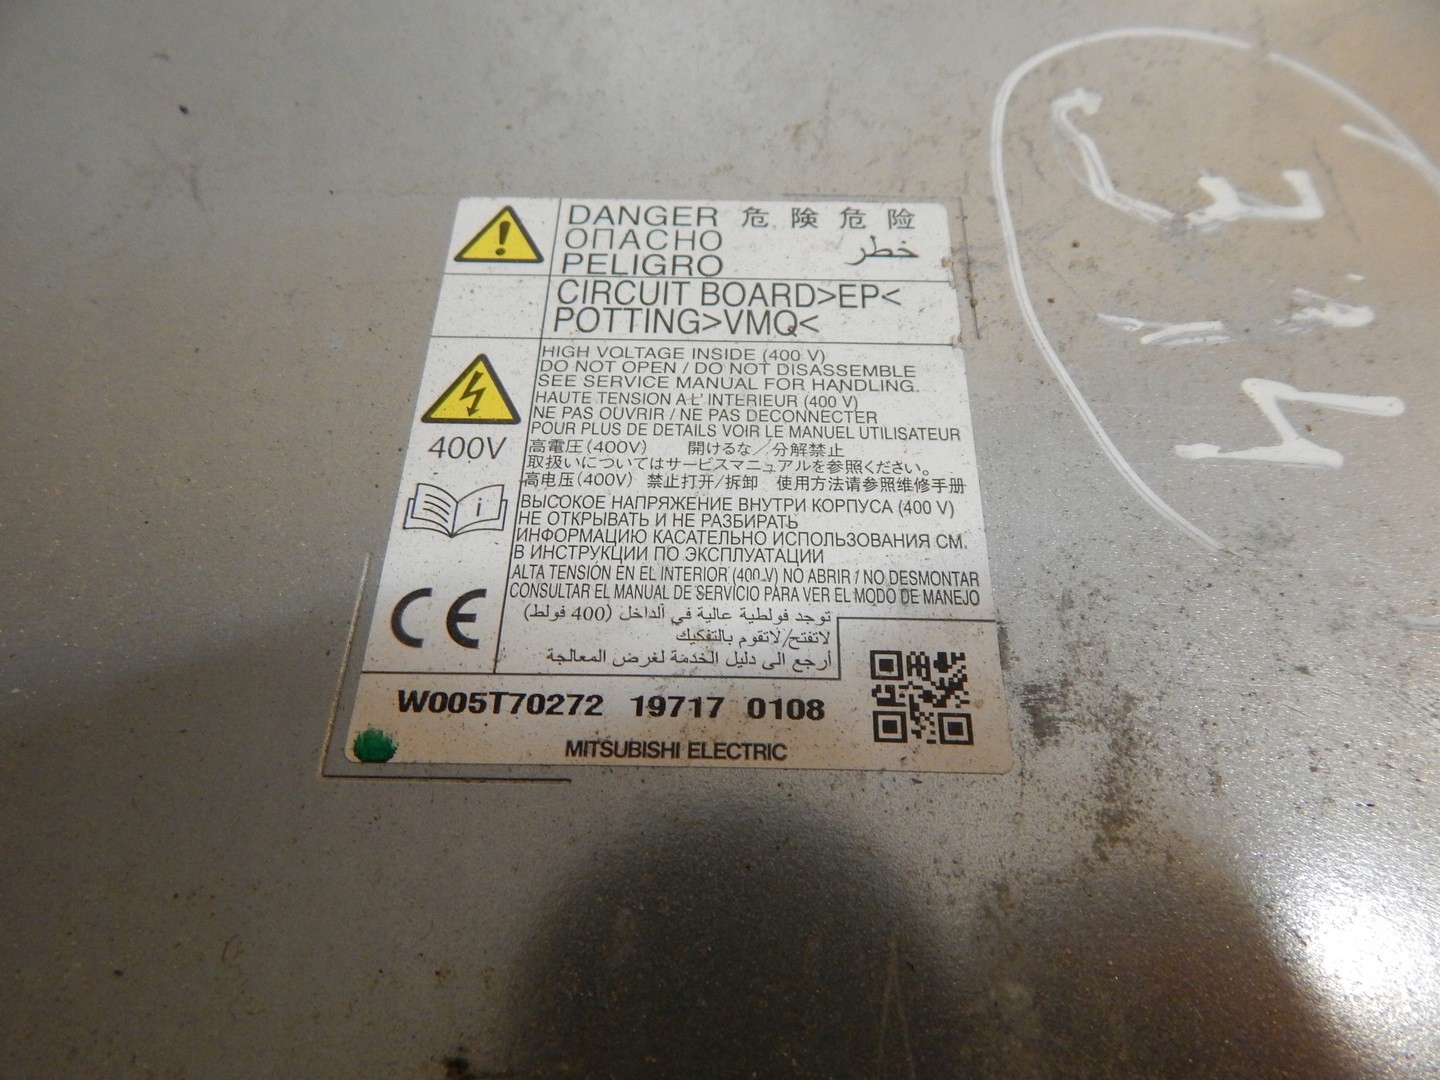 DANGER 危険危险
ОПАСНО خطر
PELIGRO
CIRCUIT BOARD>EP<
POTTING>VMQ<
HIGH VOLTAGE INSIDE (400 V)
DO NOT OPEN / DO NOT DISASSEMBLE
SEE SERVICE MANUAL FOR HANDLING.
HAUTE TENSION A L'INTERIEUR (400 V)
NE PAS OUVRIR / NE PAS DECONNECTER
POUR PLUS DE DETAILS VOIR LE MANUEL UTILISATEUR
400V
高電圧(400V) 開けるな/分解禁止
取扱いについてはサービスマニュアルを参照ください。
高电压(400V) 禁止打开/拆卸 使用方法请参照维修手册
ВЫСОКОЕ НАПРЯЖЕНИЕ ВНУТРИ КОРПУСА (400 V)
НЕ ОТКРЫВАТЬ И НЕ РАЗБИРАТЬ
ИНФОРМАЦИЮ КАСАТЕЛЬНО ИСПОЛЬЗОВАНИЯ СМ.
В ИНСТРУКЦИИ ПО ЭКСПЛУАТАЦИИ
ALTA TENSIÓN EN EL INTERIOR (400 V) NO ABRIR / NO DESMONTAR
CONSULTAR EL MANUAL DE SERVICIO PARA VER EL MODO DE MANEJO
CE
توجد فولطية عالية في الداخل (400 فولط)
لاتفتح/لاتقوم بالتفكيك
أرجع الى دليل الخدمة لغرض المعالجة
W005T70272 19717 0108
MITSUBISHI ELECTRIC